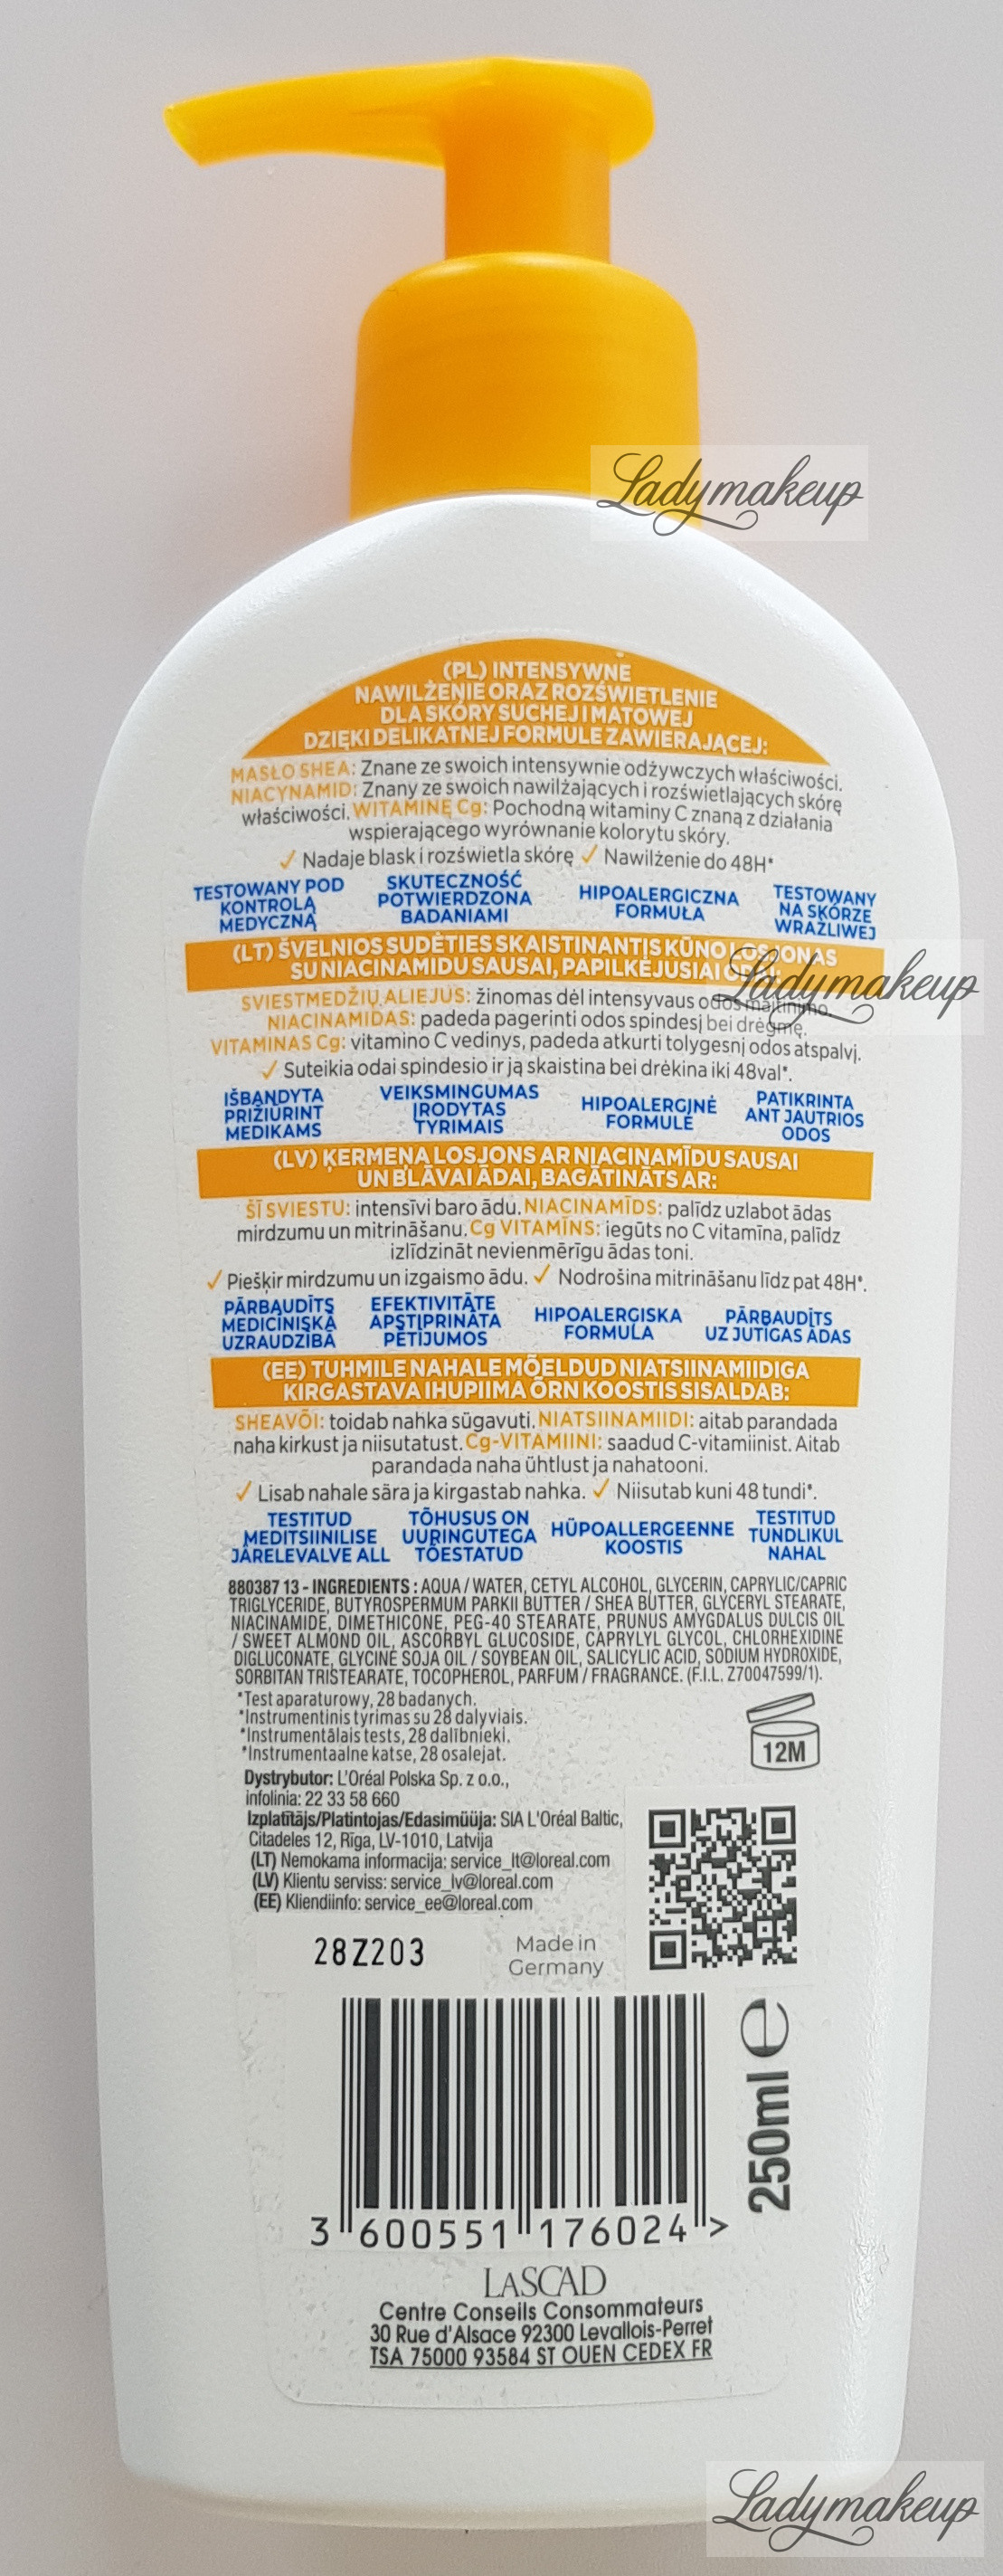 Ladymakeup
(PL) INTENSYWNE
NAWILŻENIE ORAZ ROZŚWIETLENIE
DLA SKÓRY SUCHEJ I MATOWEJ
DZIĘKI DELIKATNEJ FORMULE ZAWIERAJĄCEJ:
MASŁO SHEA: Znane ze swoich intensywnie odżywczych właściwości.
NIACYNAMID: Znany ze swoich nawilżających i rozświetlających skórę
właściwości. WITAMINĘ Cg: Pochodną witaminy C znaną z działania
wspierającego wyrównanie kolorytu skóry.
✓ Nadaje blask i rozświetla skórę ✓ Nawilżenie do 48H*
TESTOWANY POD KONTROLĄ MEDYCZNĄ
SKUTECZNOŚĆ POTWIERDZONA BADANIAMI
HIPOALERGICZNA FORMUŁA
TESTOWANY NA SKÓRZE WRAŻLIWEJ
(LT) ŠVELNIOS SUDĖTIES SKAISTINANTIS KŪNO LOSJONAS
SU NIACINAMIDU SAUSAI, PAPILKĖJUSIAI
Ladymakeup
SVIESTMEDŽIŲ ALIEJUS: žinomas dėl intensyvaus odos maitinimo.
NIACINAMIDAS: padeda pagerinti odos spindesį bei drėgmę.
VITAMINAS Cg: vitamino C vedinys, padeda atkurti tolygesnį odos atspalvį.
✓ Suteikia odai spindesio ir ją skaistina bei drėkina iki 48val*.
IŠBANDYTA PRIŽIŪRINT MEDIKAMS
VEIKSMINGUMAS ĮRODYTAS TYRIMAIS
HIPOALERGINĖ FORMULĖ
PATIKRINTA ANT JAUTRIOS ODOS
(LV) ĶERMEŅA LOSJONS AR NIACINAMĪDU SAUSAI
UN BLĀVAI ĀDAI, BAGĀTINĀTS AR:
ŠĪ SVIESTU: intensīvi baro ādu. NIACINAMĪDS: palīdz uzlabot ādas
mirdzumu un mitrināšanu. Cg VITAMĪNS: iegūts no C vitamīna, palīdz
izlīdzināt nevienmērīgu ādas toni.
✓ Piešķir mirdzumu un izgaismo ādu. ✓ Nodrošina mitrināšanu līdz pat 48H*.
PĀRBAUDĪTS MEDICĪNISKĀ UZRAUDZĪBĀ
EFEKTIVITĀTE APSTIPRINĀTA PĒTĪJUMOS
HIPOALERGISKA FORMULA
PĀRBAUDĪTS UZ JUTĪGAS ĀDAS
(EE) TUHMILE NAHALE MÕELDUD NIATSIINAMIIDIGA
KIRGASTAVA IHUPIIMA ÕRN KOOSTIS SISALDAB:
SHEAVÕI: toidab nahka sügavuti. NIATSIINAMIIDI: aitab parandada
naha kirkust ja niisutatust. Cg-VITAMIINI: saadud C-vitamiinist. Aitab
parandada naha ühtlust ja nahatooni.
✓ Lisab nahale sära ja kirgastab nahka. ✓ Niisutab kuni 48 tundi*.
TESTITUD MEDITSIINILISE JÄRELEVALVE ALL
TÕHUSUS ON UURINGUTEGA TÕESTATUD
HÜPOALLERGEENNE KOOSTIS
TESTITUD TUNDLIKUL NAHAL
880387 13 - INGREDIENTS : AQUA / WATER, CETYL ALCOHOL, GLYCERIN, CAPRYLIC/CAPRIC
TRIGLYCERIDE, BUTYROSPERMUM PARKII BUTTER / SHEA BUTTER, GLYCERYL STEARATE,
NIACINAMIDE, DIMETHICONE, PEG-40 STEARATE, PRUNUS AMYGDALUS DULCIS OIL
/ SWEET ALMOND OIL, ASCORBYL GLUCOSIDE, CAPRYLYL GLYCOL, CHLORHEXIDINE
DIGLUCONATE, GLYCINE SOJA OIL / SOYBEAN OIL, SALICYLIC ACID, SODIUM HYDROXIDE,
SORBITAN TRISTEARATE, TOCOPHEROL, PARFUM / FRAGRANCE. (F.I.L. Z70047599/1).
*Test aparaturowy, 28 badanych.
*Instrumentinis tyrimas su 28 dalyviais.
*Instrumentālais tests, 28 dalībnieki.
*Instrumentaalne katse, 28 osalejat.
12M
Dystrybutor: L'Oréal Polska Sp. z o.o.,
infolinia: 22 33 58 660
Izplatītājs/Platintojas/Edasimüüja: SIA L'Oréal Baltic,
Citadeles 12, Rīga, LV-1010, Latvija
(LT) Nemokama informacija: service_lt@loreal.com
(LV) Klientu serviss: service_lv@loreal.com
(EE) Kliendiinfo: service_ee@loreal.com
28Z203
Made in
Germany
250ml e
3 600551 176024 >
LASCAD
Centre Conseils Consommateurs
30 Rue d'Alsace 92300 Levallois-Perret
TSA 75000 93584 ST OUEN CEDEX FR
Ladymakeup